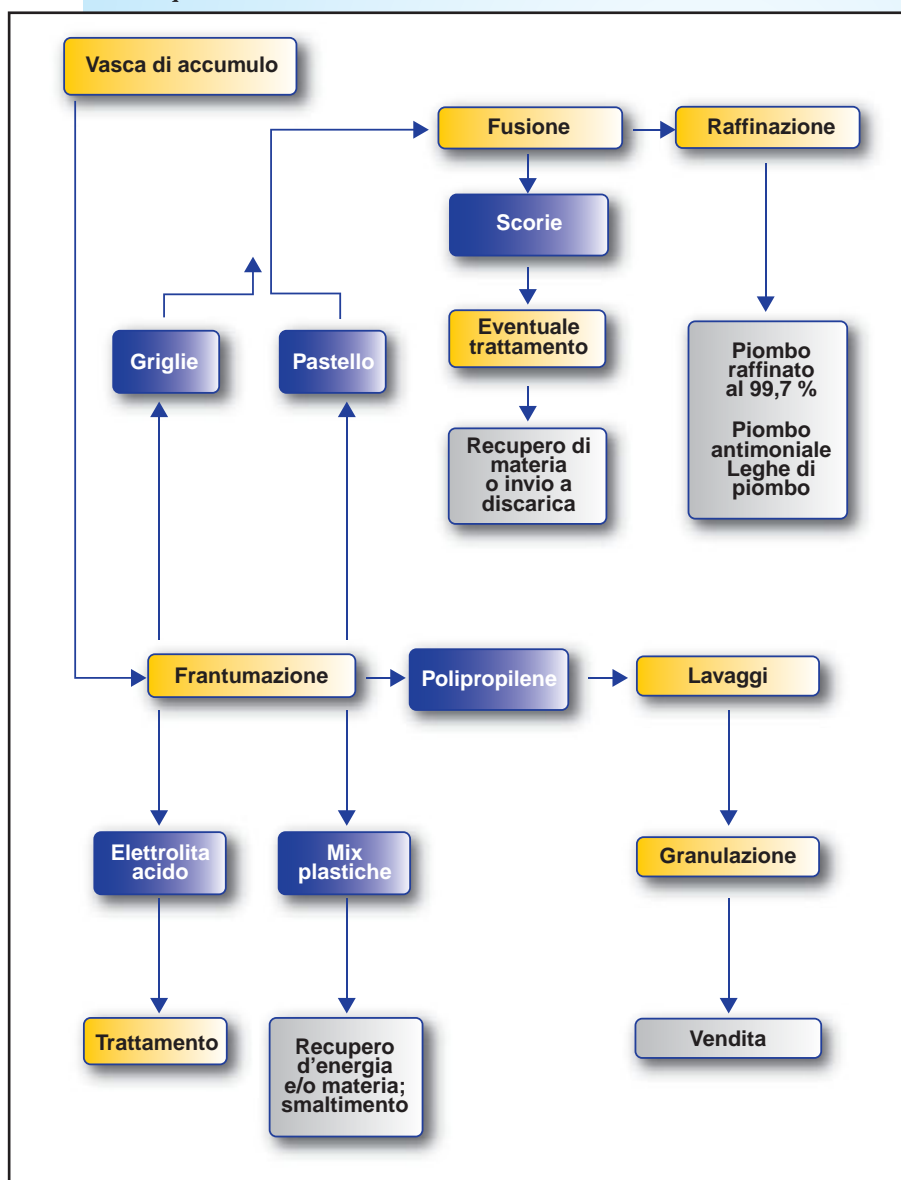 Vasca di accumulo
Fusione
Raffinazione
Scorie
Griglie
Pastello
Eventuale
trattamento
Piombo
raffinato
al 99,7 %
Piombo
antimoniale
Leghe di
piombo
Recupero di
materia
o invio a
discarica
Frantumazione
Polipropilene
Lavaggi
Elettrolita
acido
Mix
plastiche
Granulazione
Trattamento
Recupero
d'energia
e/o materia;
smaltimento
Vendita